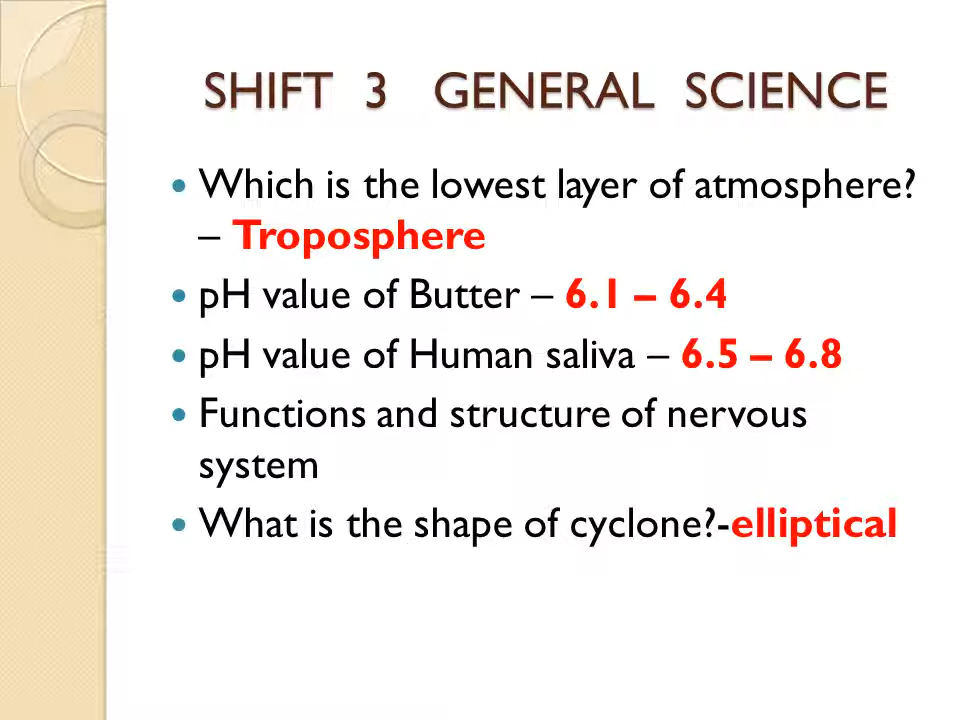 SHIFT 3 GENERAL SCIENCE
• Which is the lowest layer of atmosphere?
– Troposphere
• pH value of Butter – 6.1 – 6.4
• pH value of Human saliva – 6.5 – 6.8
• Functions and structure of nervous
system
• What is the shape of cyclone?-elliptical